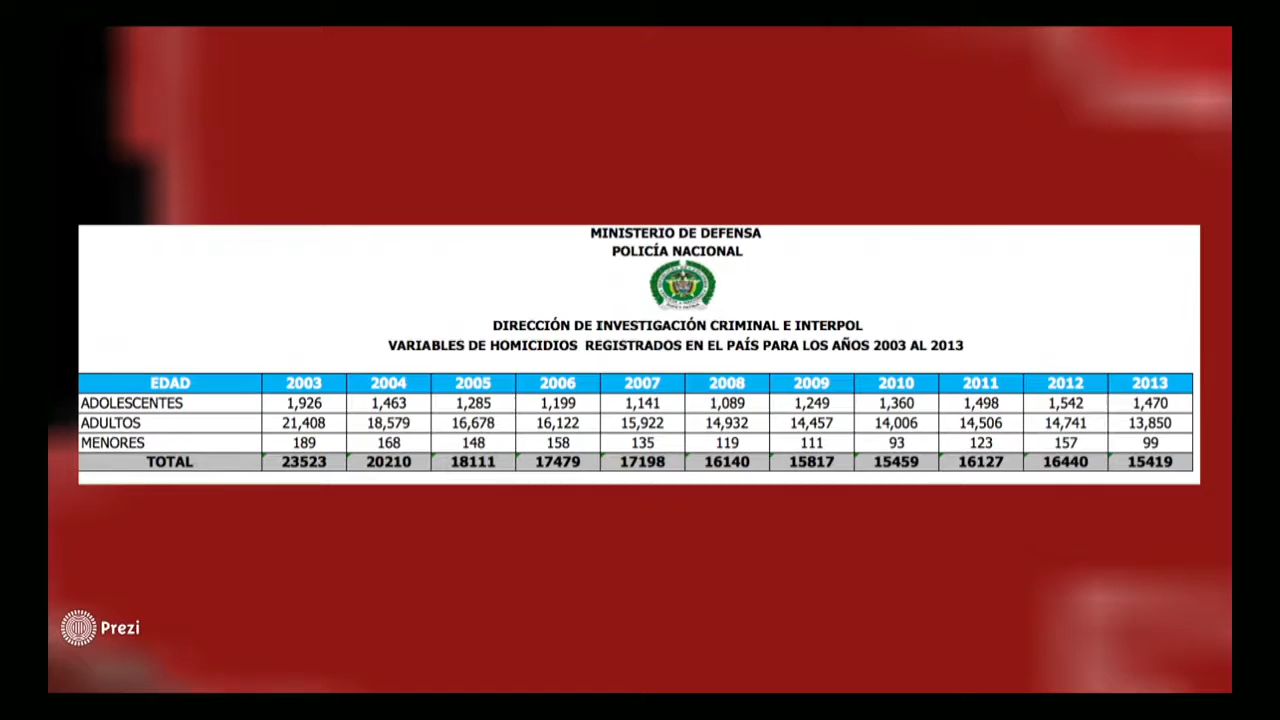 MINISTERIO DE DEFENSA
POLICÍA NACIONAL
DIRECCIÓN DE INVESTIGACIÓN CRIMINAL E INTERPOL
VARIABLES DE HOMICIDIOS REGISTRADOS EN EL PAÍS PARA LOS AÑOS 2003 AL 2013
EDAD 2003 2004 2005 2006 2007 2008 2009 2010 2011 2012 2013
ADOLESCENTES 1,926 1,463 1,285 1,199 1,141 1,089 1,249 1,360 1,498 1,542 1,470
ADULTOS 21,408 18,579 16,678 16,122 15,922 14,932 14,457 14,006 14,506 14,741 13,850
MENORES 189 168 148 158 135 119 111 93 123 157 99
TOTAL 23523 20210 18111 17479 17198 16140 15817 15459 16127 16440 15419
Prezi